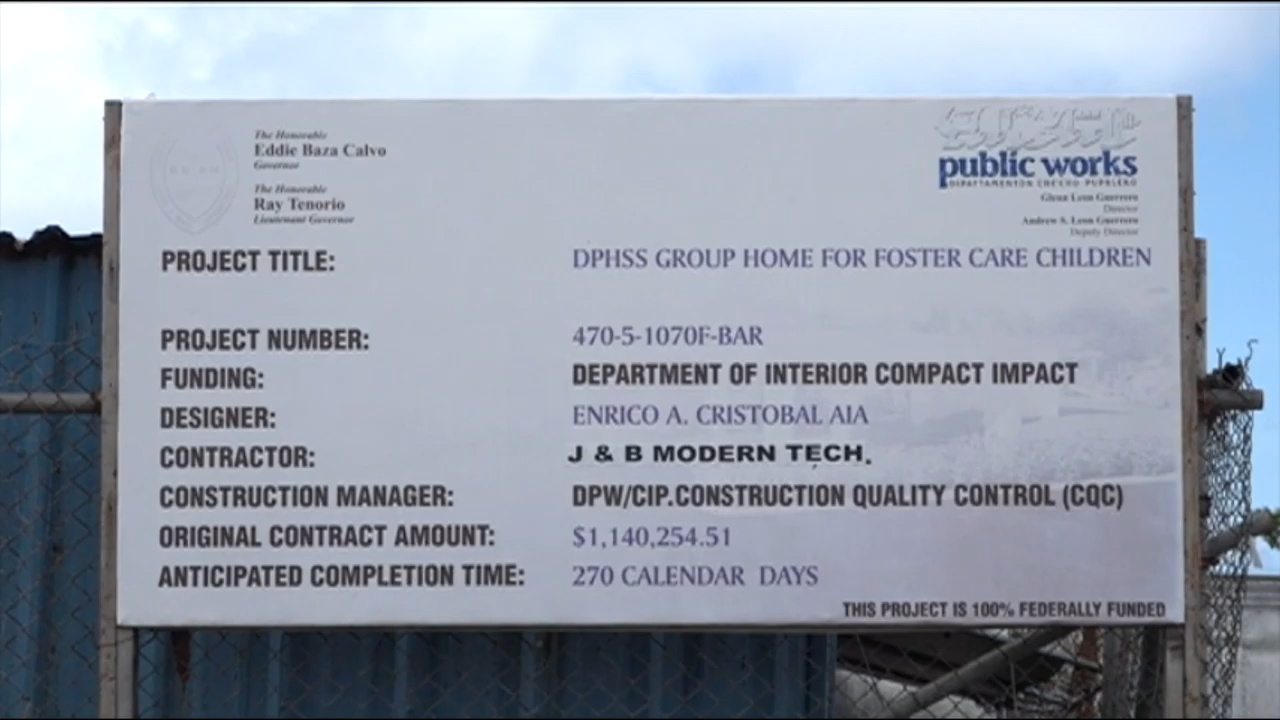 The Honorable
Eddie Baza Calvo
Governor
The Honorable
Ray Tenorio
Lieutenant Governor
public works
DIPATTAMENTON CHE'CHO PUPBLEKO
Glenn Leon Guerrero
Director
Andrew S. Leon Guerrero
Deputy Director
PROJECT TITLE: DPHSS GROUP HOME FOR FOSTER CARE CHILDREN
PROJECT NUMBER: 470-5-1070F-BAR
FUNDING: DEPARTMENT OF INTERIOR COMPACT IMPACT
DESIGNER: ENRICO A. CRISTOBAL AIA
CONTRACTOR: J & B MODERN TECH.
CONSTRUCTION MANAGER: DPW/CIP.CONSTRUCTION QUALITY CONTROL (CQC)
ORIGINAL CONTRACT AMOUNT: $1,140,254.51
ANTICIPATED COMPLETION TIME: 270 CALENDAR DAYS
THIS PROJECT IS 100% FEDERALLY FUNDED